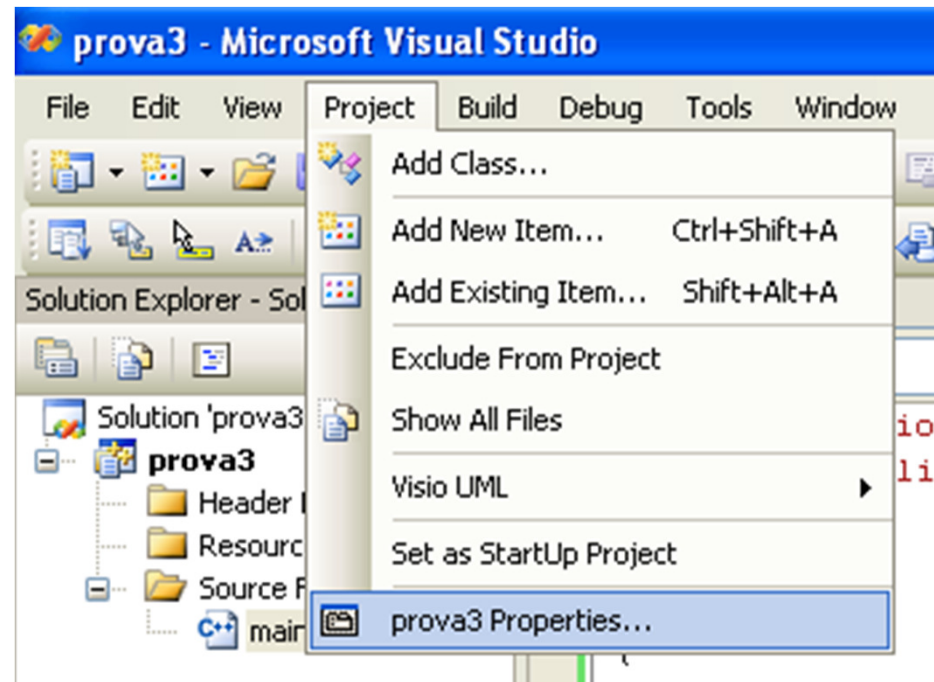 prova3 - Microsoft Visual Studio
File Edit View Project Build Debug Tools Window
Add Class...
Add New Item... Ctrl+Shift+A
Add Existing Item... Shift+Alt+A
Exclude From Project
Show All Files
Visio UML
Set as StartUp Project
prova3 Properties...
Solution Explorer - Sol
Solution 'prova3
prova3
Header
Resourc
Source F
main
io
li